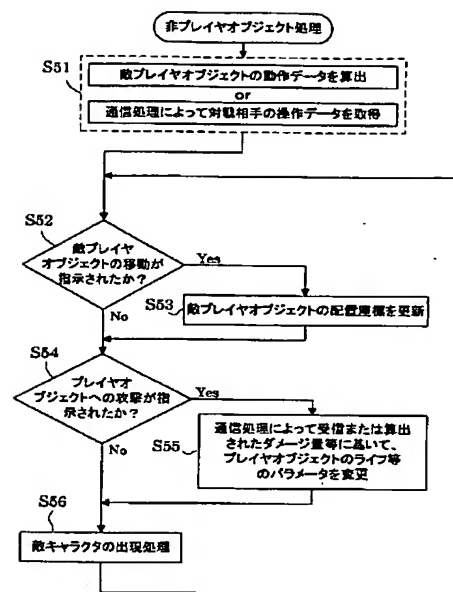 非プレイヤオブジェクト処理
S51
敵プレイヤオブジェクトの動作データを算出
or
通信処理によって対戦相手の操作データを取得
S52
敵プレイヤ
オブジェクトの移動が
指示されたか?
Yes
No
S53
敵プレイヤオブジェクトの配置座標を更新
S54
プレイヤオ
ブジェクトへの攻撃が指
示されたか?
Yes
No
S55
通信処理によって受信または算出
されたダメージ量等に基いて、
プレイヤオブジェクトのライフ等
のパラメータを変更
S56
敵キャラクタの出現処理